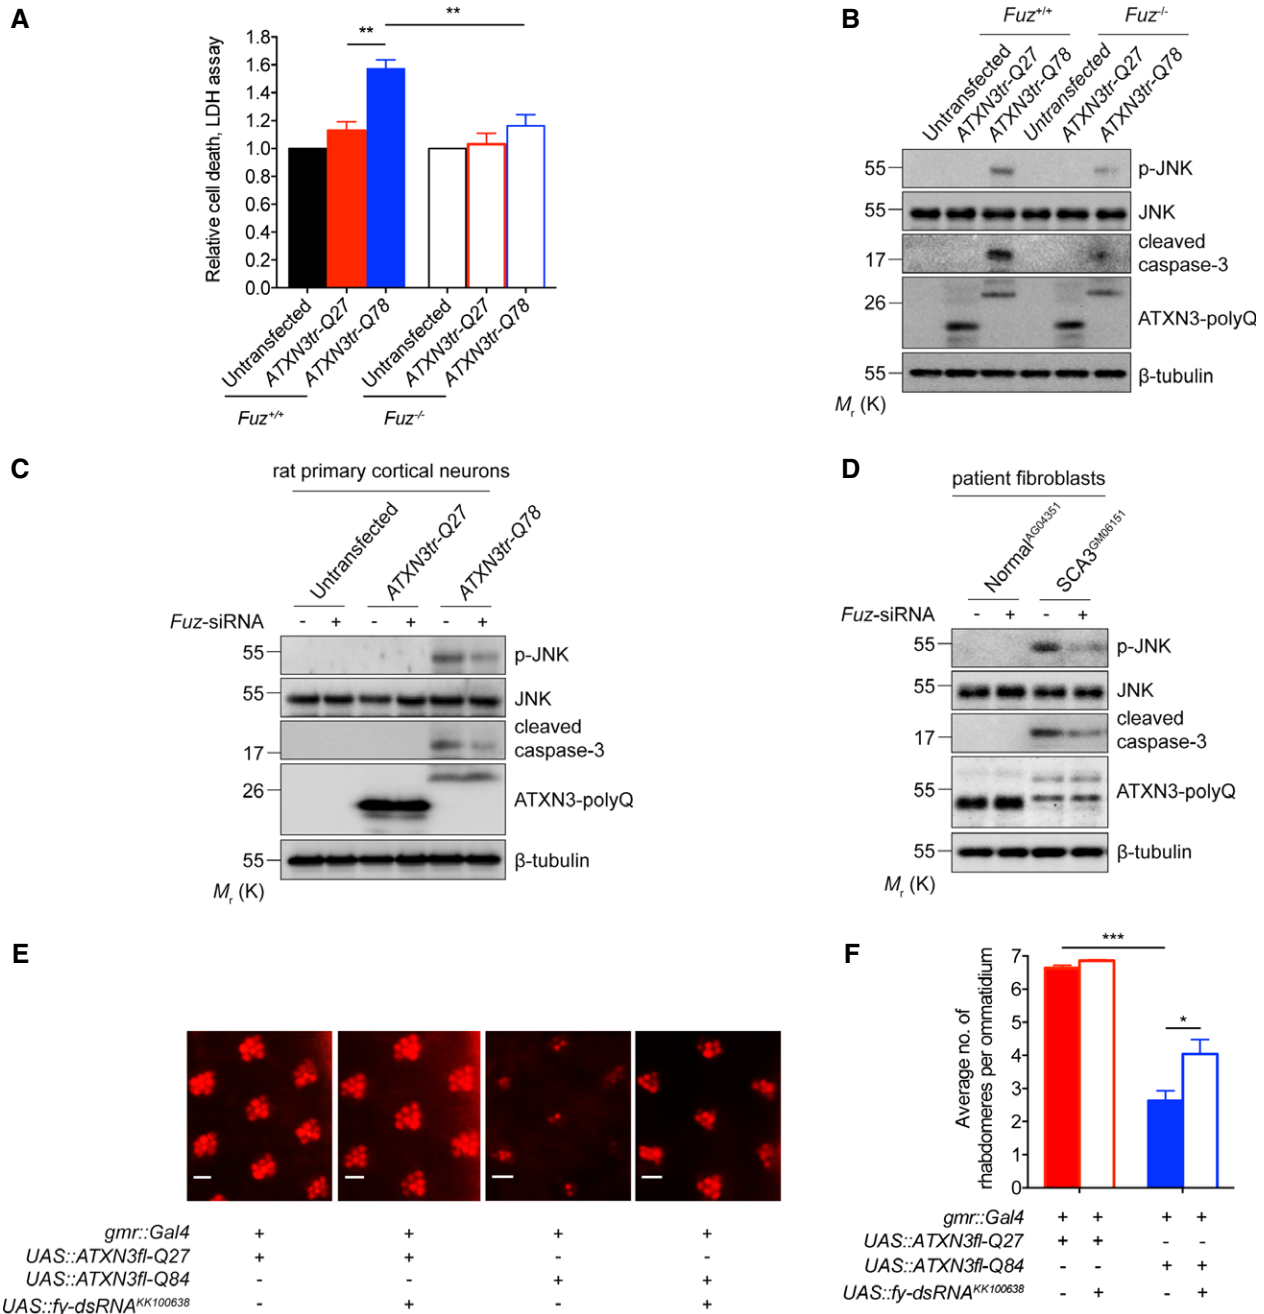 A
Relative cell death, LDH assay
1.8
1.6
1.4
1.2
1.0
0.8
0.6
0.4
0.2
0.0
**
**
Untransfected
ATXN3tr-Q27
ATXN3tr-Q78
Untransfected
ATXN3tr-Q27
ATXN3tr-Q78
Fuz+/+
Fuz-/-
B
Fuz+/+
Fuz-/-
Untransfected
ATXN3tr-Q27
ATXN3tr-Q78
Untransfected
ATXN3tr-Q27
ATXN3tr-Q78
55
p-JNK
55
JNK
17
cleaved
caspase-3
26
ATXN3-polyQ
55
β-tubulin
Mr (K)
C
rat primary cortical neurons
Untransfected
ATXN3tr-Q27
ATXN3tr-Q78
Fuz-siRNA - + - + - +
55
p-JNK
55
JNK
17
cleaved
caspase-3
26
ATXN3-polyQ
55
β-tubulin
Mr (K)
D
patient fibroblasts
NormalAG04351
SCA3GM06151
Fuz-siRNA - + - +
55
p-JNK
55
JNK
17
cleaved
caspase-3
55
ATXN3-polyQ
55
β-tubulin
Mr (K)
E
gmr::Gal4 + + + +
UAS::ATXN3fl-Q27 + + - -
UAS::ATXN3fl-Q84 - - + +
UAS::fy-dsRNAKK100638 - + - +
F
Average no. of
rhabdomeres per ommatidium
7
6
5
4
3
2
1
0
***
*
gmr::Gal4 + + + +
UAS::ATXN3fl-Q27 + + - -
UAS::ATXN3fl-Q84 - - + +
UAS::fy-dsRNAKK100638 - + - +